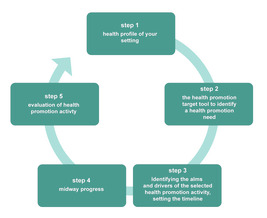 step 1
health profile of your
setting
step 2
the health promotion
target tool to identify
a health promotion
need
step 3
Identifying the aims
and drivers of the selected
health promotion activity,
setting the timeline
step 4
midway progress
step 5
evaluation of health
promotion activty